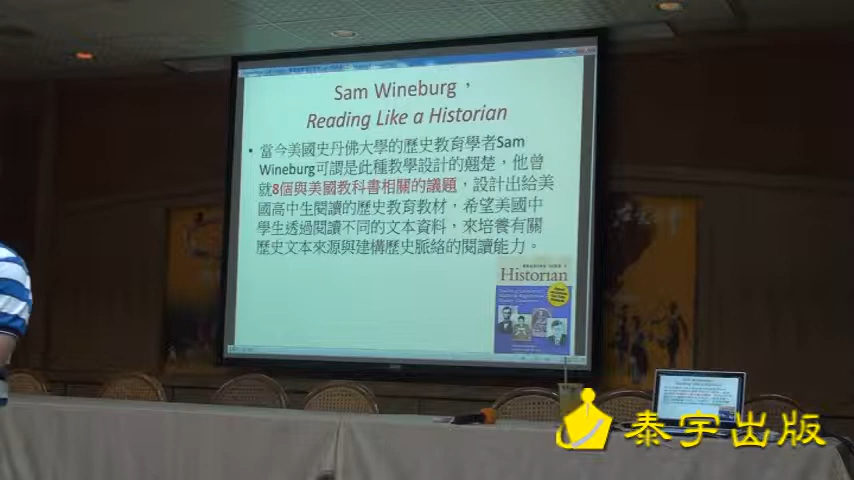 Sam Wineburg，
Reading Like a Historian
• 當今美國史丹佛大學的歷史教育學者Sam
Wineburg可謂是此種教學設計的翹楚，他曾
就8個與美國教科書相關的議題，設計出給美
國高中生閱讀的歷史教育教材，希望美國中
學生透過閱讀不同的文本資料，來培養有關
歷史文本來源與建構歷史脈絡的閱讀能力。
Historian
泰宇出版